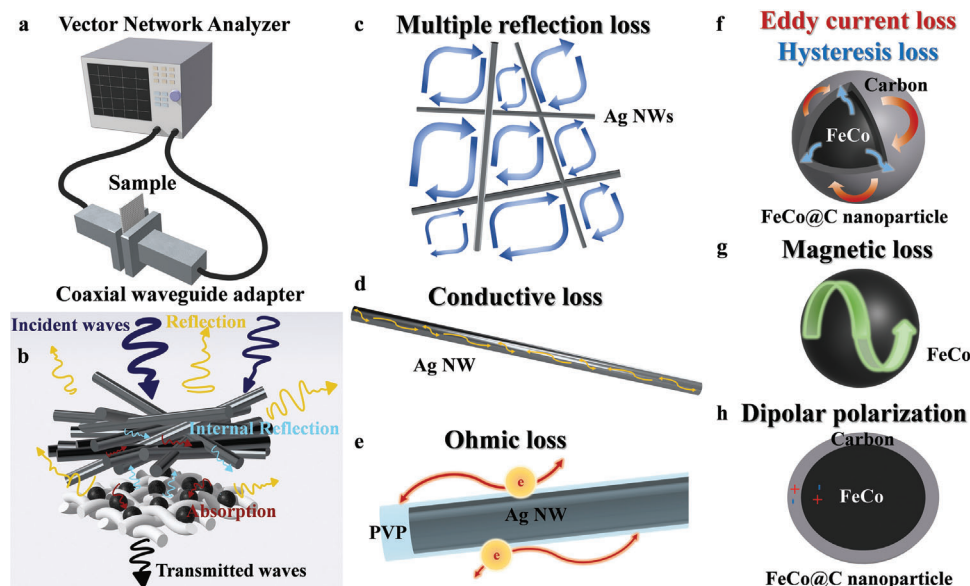 a
Vector Network Analyzer
Sample
Coaxial waveguide adapter
b
Incident waves
Reflection
Internal Reflection
Absorption
Transmitted waves
c
Multiple reflection loss
Ag NWs
d
Conductive loss
Ag NW
e
Ohmic loss
e
Ag NW
PVP
e
f
Eddy current loss
Hysteresis loss
Carbon
FeCo
FeCo@C nanoparticle
g
Magnetic loss
FeCo
h
Dipolar polarization
Carbon
+ -
- +
FeCo
FeCo@C nanoparticle